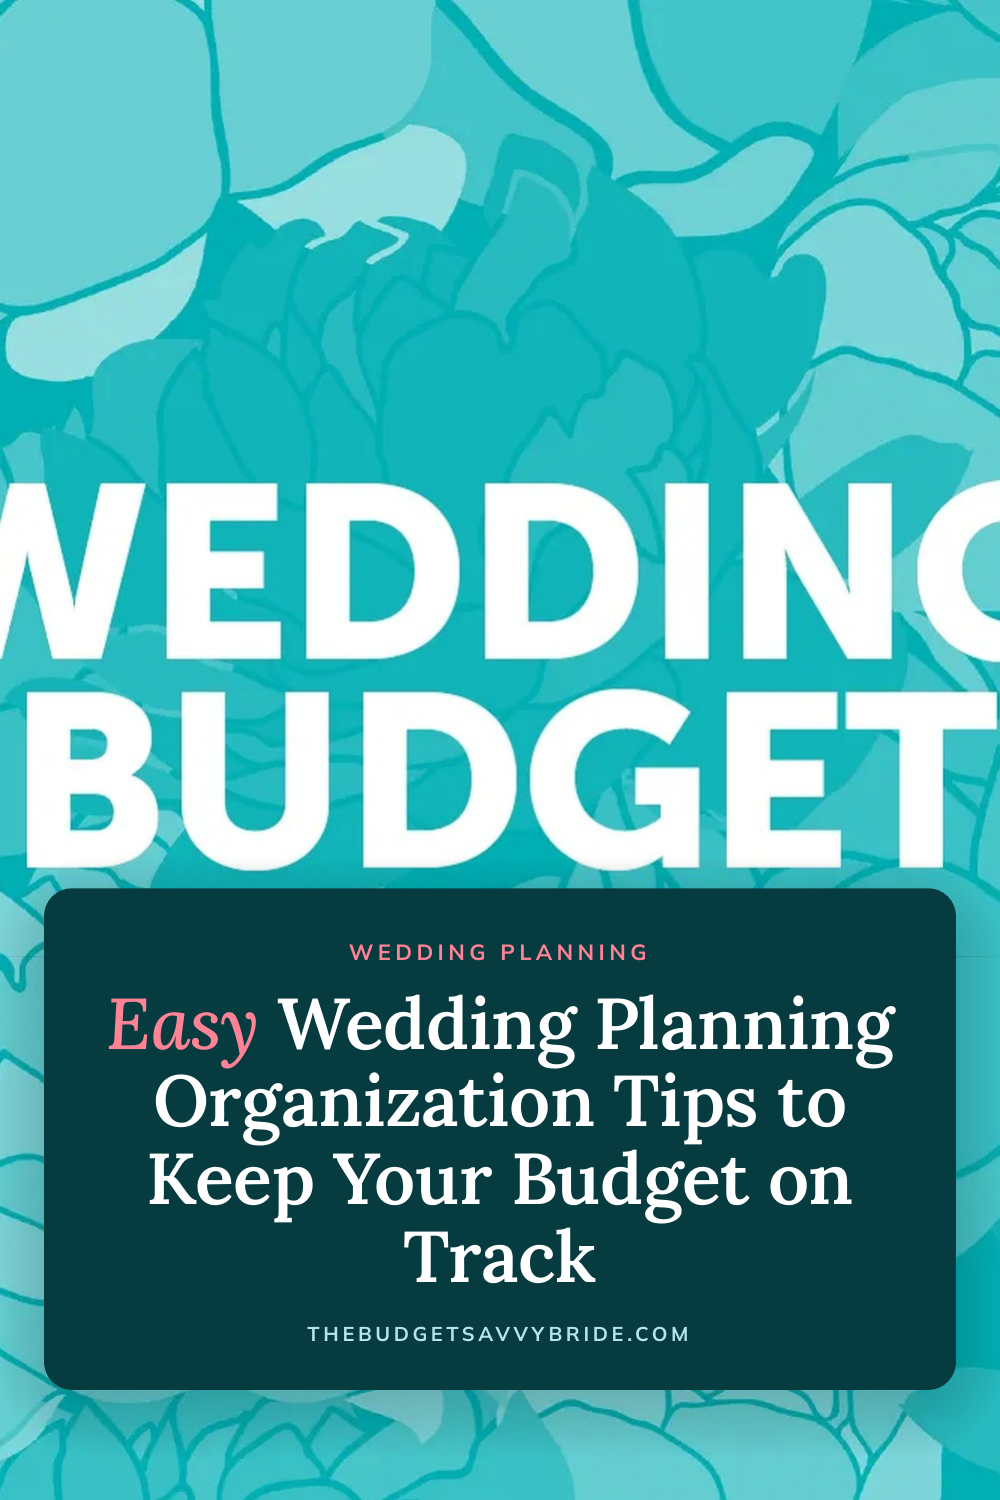 WEDDING
BUDGET
WEDDING PLANNING
Easy Wedding Planning
Organization Tips to
Keep Your Budget on
Track
THEBUDGETSAVVYBRIDE.COM